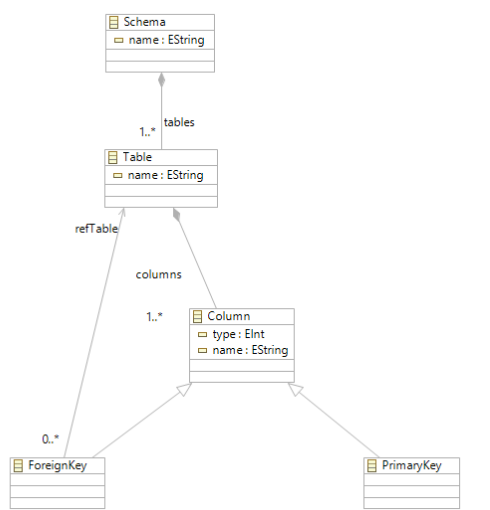 Schema
name : EString
tables
1..*
Table
name : EString
refTable
columns
1..*
Column
type : EInt
name : EString
0..*
ForeignKey
PrimaryKey